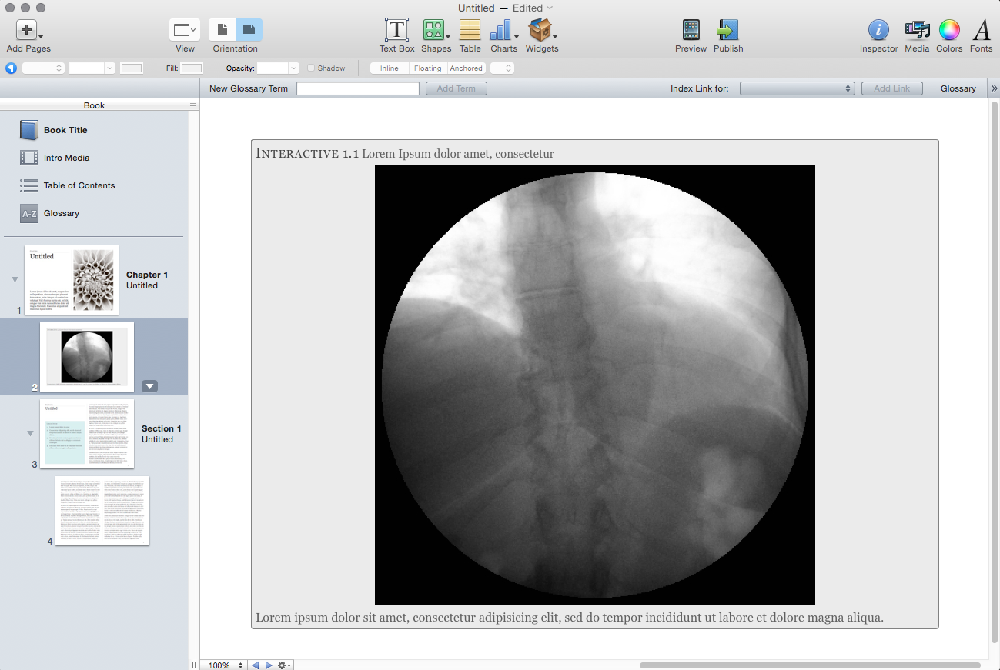 Untitled — Edited
Add Pages
View
Orientation
Text Box
Shapes
Table
Charts
Widgets
Preview
Publish
Inspector
Media
Colors
Fonts
Fill:
Opacity:
Shadow
Inline
Floating
Anchored
New Glossary Term
Add Term
Index Link for:
Add Link
Glossary
Book
Book Title
Intro Media
Table of Contents
A-Z Glossary
Untitled
Chapter 1
Untitled
1
2
Untitled
Section 1
Untitled
3
4
INTERACTIVE 1.1 Lorem Ipsum dolor amet, consectetur
Lorem ipsum dolor sit amet, consectetur adipisicing elit, sed do tempor incididunt ut labore et dolore magna aliqua.
100%